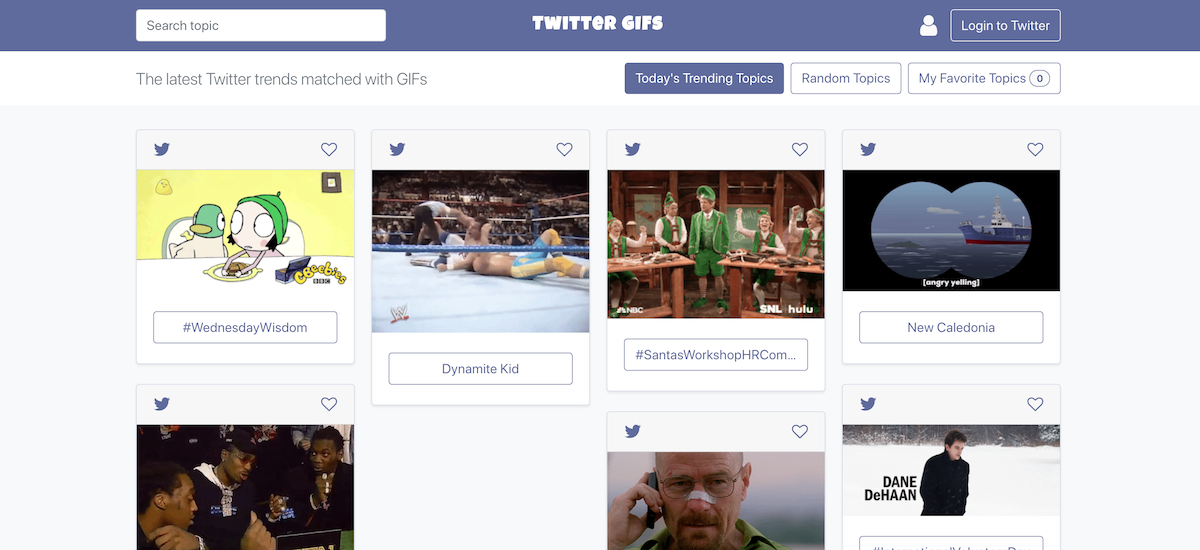 Search topic
TWITTER GIFS
Login to Twitter
The latest Twitter trends matched with GIFs
Today's Trending Topics
Random Topics
My Favorite Topics 0
Cbeebies
BBC
#WednesdayWisdom
W
Dynamite Kid
NBC
SNL hulu
#SantasWorkshopHRCom...
[angry yelling]
New Caledonia
DANE
DeHAAN